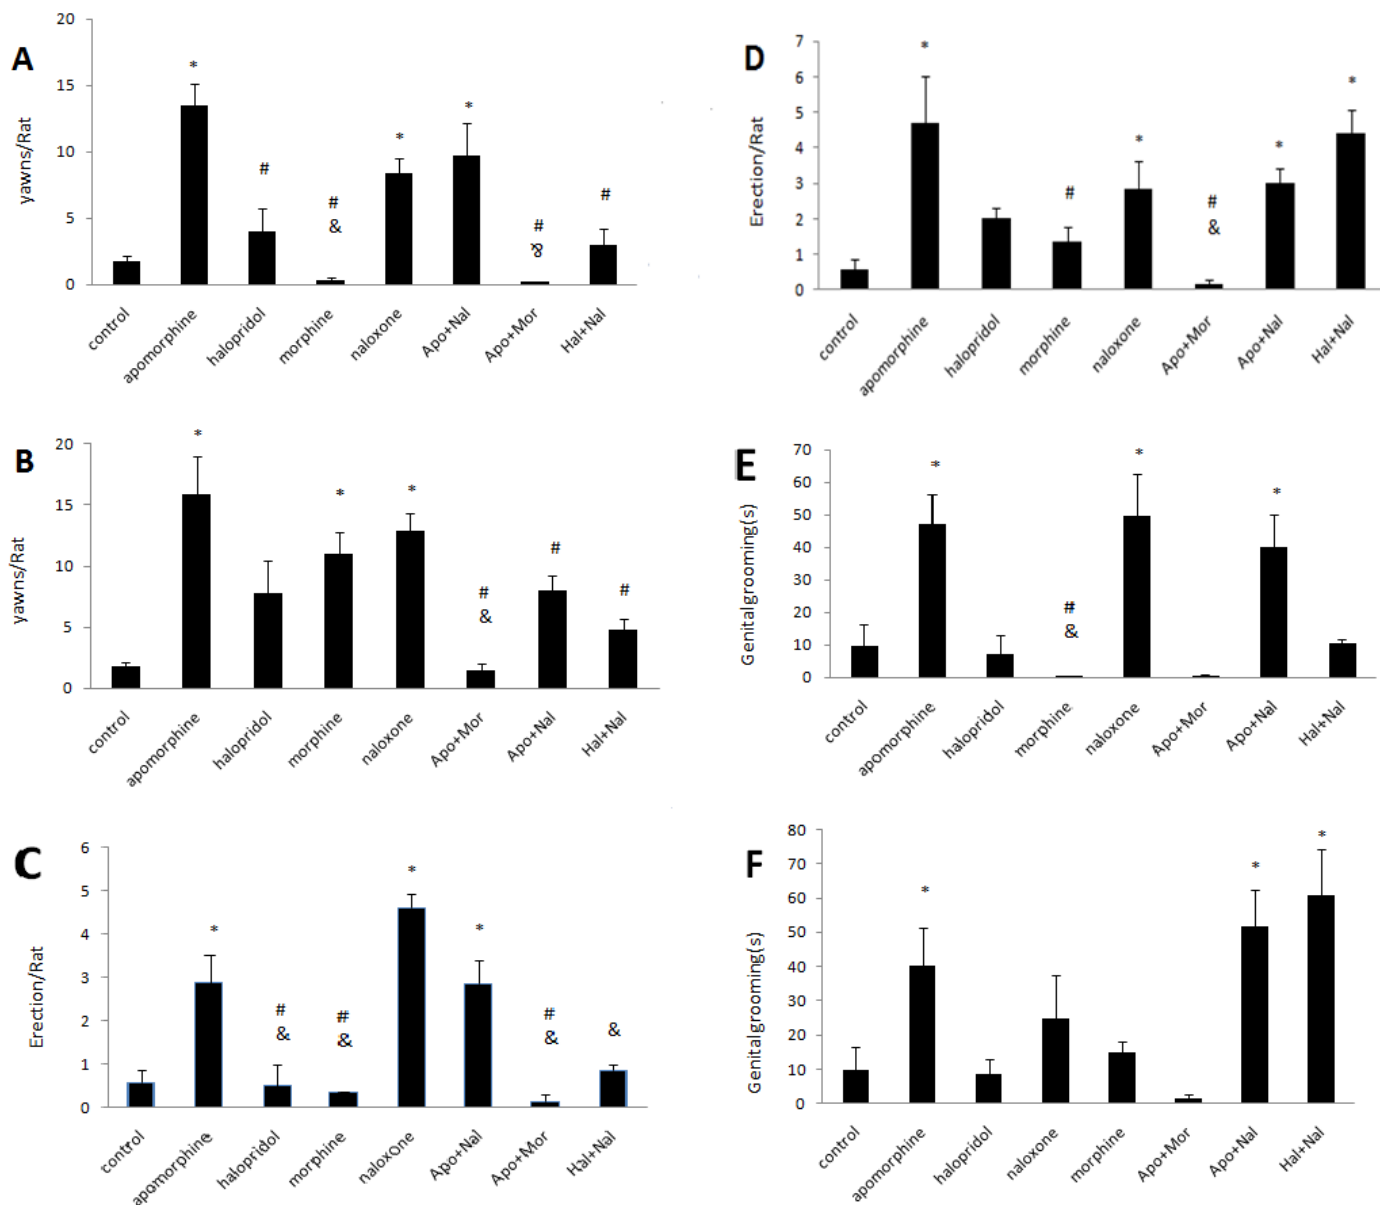 A
yawns/Rat
20
15
10
5
0
*
#
#
&
*
*
#
&
#
control
apomorphine
halopridol
morphine
naloxone
Apo+Nal
Apo+Mor
Hal+Nal
B
yawns/Rat
20
15
10
5
0
*
*
*
#
&
#
#
control
apomorphine
halopridol
morphine
naloxone
Apo+Mor
Apo+Nal
Hal+Nal
C
Erection/Rat
6
5
4
3
2
1
0
*
#
&
#
&
*
*
#
&
&
control
apomorphine
halopridol
morphine
naloxone
Apo+Nal
Apo+Mor
Hal+Nal
D
Erection/Rat
7
6
5
4
3
2
1
0
*
#
*
#
&
*
*
control
apomorphine
halopridol
morphine
naloxone
Apo+Mor
Apo+Nal
Hal+Nal
E
Genitalgrooming(s)
70
60
50
40
30
20
10
0
*
#
&
*
*
control
apomorphine
halopridol
morphine
naloxone
Apo+Mor
Apo+Nal
Hal+Nal
F
Genitalgrooming(s)
80
70
60
50
40
30
20
10
0
*
*
*
control
apomorphine
halopridol
naloxone
morphine
Apo+Mor
Apo+Nal
Hal+Nal